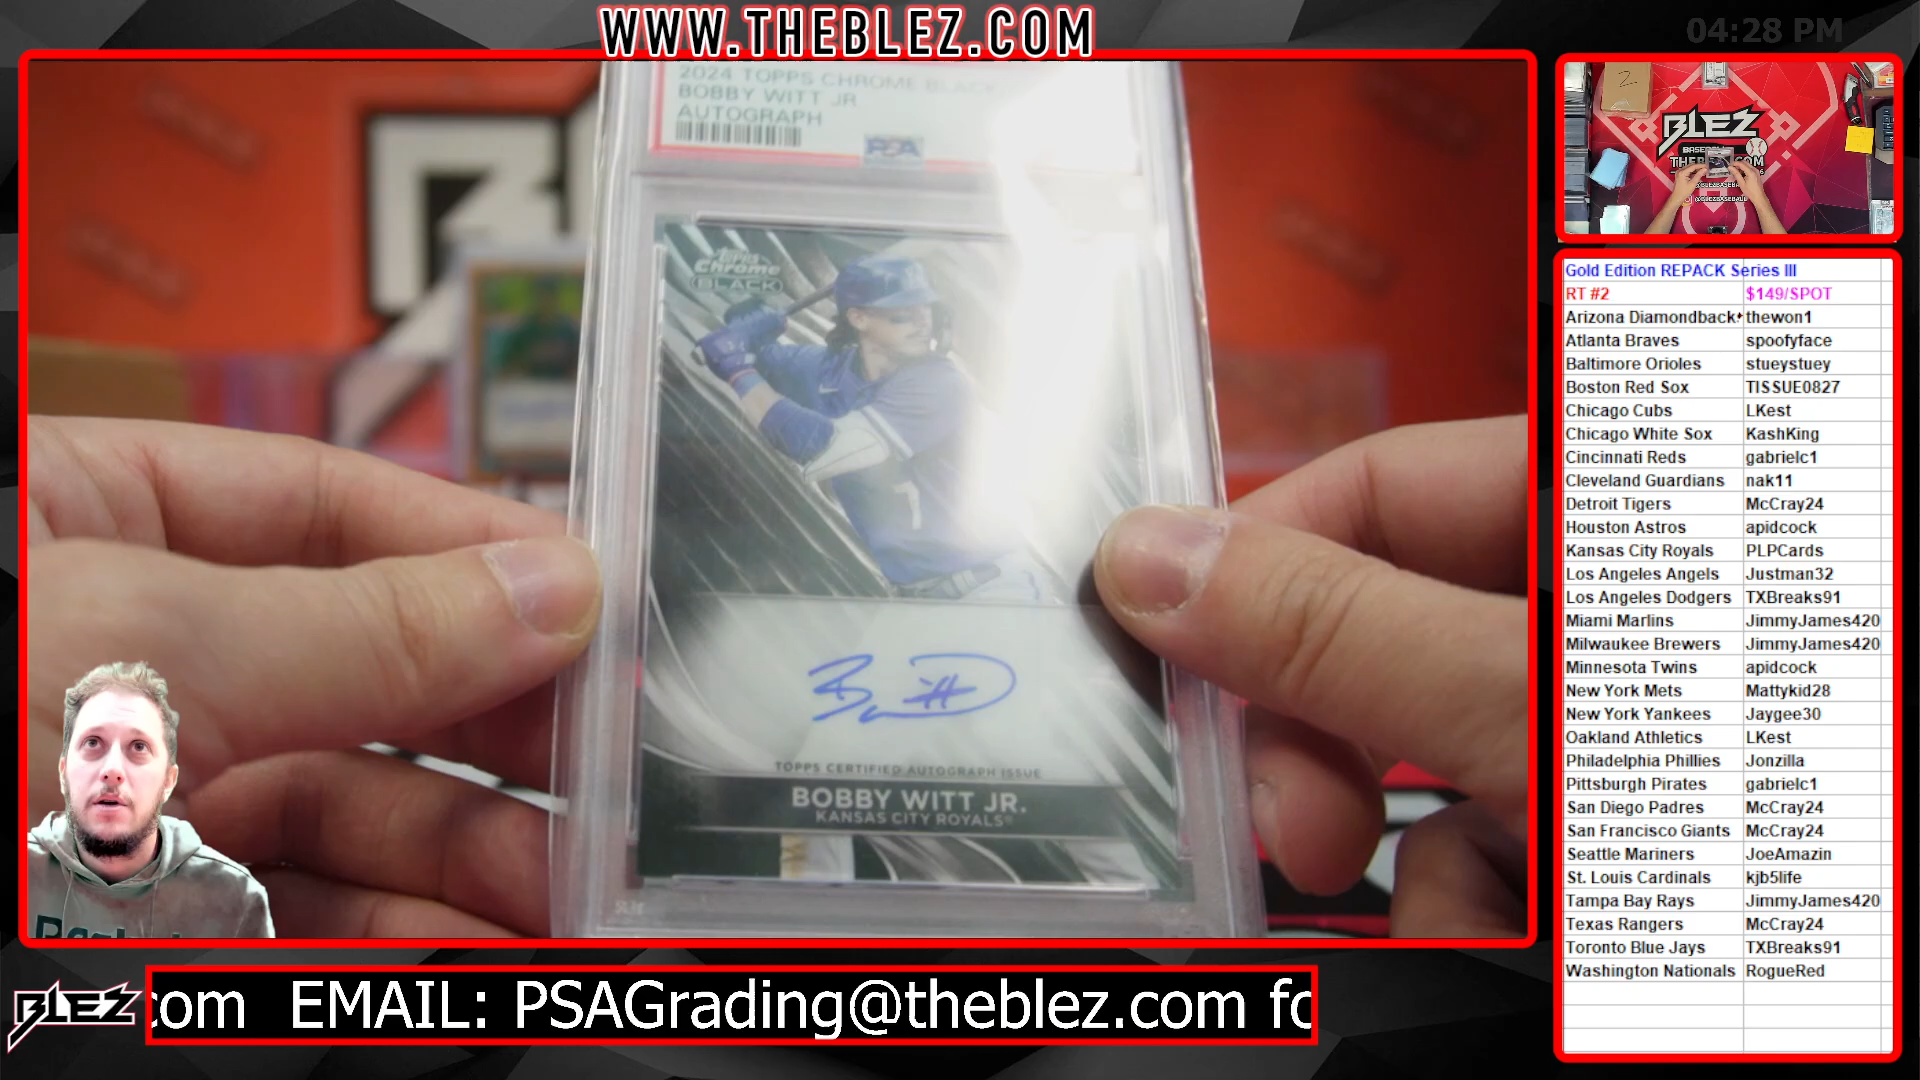 WWW.THEBLEZ.COM
04:28 PM
2024 TOPPS CHROME BLACK
BOBBY WITT JR
AUTOGRAPH
PSA
Topps
Chrome
BLACK
7
TOPPS CERTIFIED AUTOGRAPH ISSUE
BOBBY WITT JR.
KANSAS CITY ROYALS®
2
BLEZ
Gold Edition REPACK Series III
RT #2 $149/SPOT
Arizona Diamondback thewon1
Atlanta Braves spoofyface
Baltimore Orioles stueystuey
Boston Red Sox TISSUE0827
Chicago Cubs LKest
Chicago White Sox KashKing
Cincinnati Reds gabrielc1
Cleveland Guardians nak11
Detroit Tigers McCray24
Houston Astros apidcock
Kansas City Royals PLPCards
Los Angeles Angels Justman32
Los Angeles Dodgers TXBreaks91
Miami Marlins JimmyJames420
Milwaukee Brewers JimmyJames420
Minnesota Twins apidcock
New York Mets Mattykid28
New York Yankees Jaygee30
Oakland Athletics LKest
Philadelphia Phillies Jonzilla
Pittsburgh Pirates gabrielc1
San Diego Padres McCray24
San Francisco Giants McCray24
Seattle Mariners JoeAmazin
St. Louis Cardinals kjb5life
Tampa Bay Rays JimmyJames420
Texas Rangers McCray24
Toronto Blue Jays TXBreaks91
Washington Nationals RogueRed
BLEZ
com EMAIL: PSAGrading@theblez.com fo